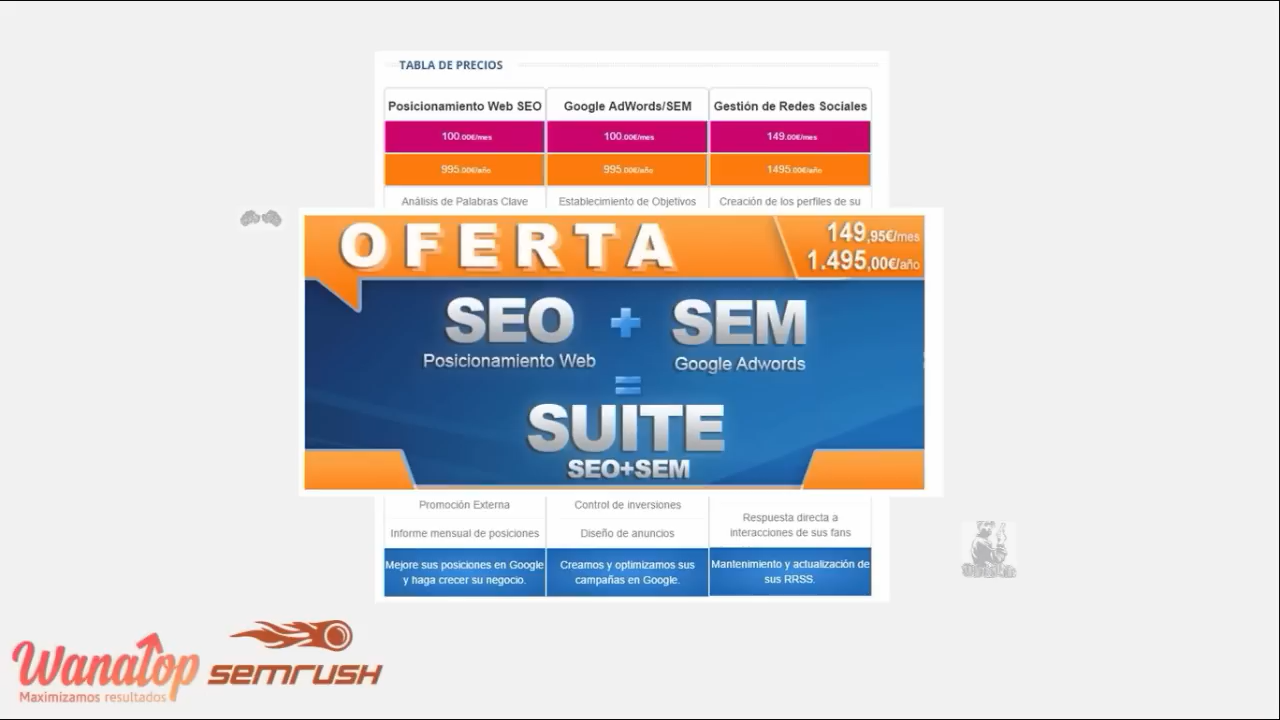 TABLA DE PRECIOS
Posicionamiento Web SEO
Google AdWords/SEM
Gestión de Redes Sociales
100.00€/mes
100.00€/mes
149.00€/mes
995.00€/año
995.00€/año
1495.00€/año
Análisis de Palabras Clave
Establecimiento de Objetivos
Creación de los perfiles de su
OFERTA
149,95€/mes
1.495,00€/año
SEO + SEM
Posicionamiento Web
Google Adwords
=
SUITE
SEO+SEM
Promoción Externa
Control de inversiones
Respuesta directa a
interacciones de sus fans
Informe mensual de posiciones
Diseño de anuncios
Mejore sus posiciones en Google
y haga crecer su negocio.
Creamos y optimizamos sus
campañas en Google.
Mantenimiento y actualización de
sus RRSS.
Wanatop
Maximizamos resultados
semrush